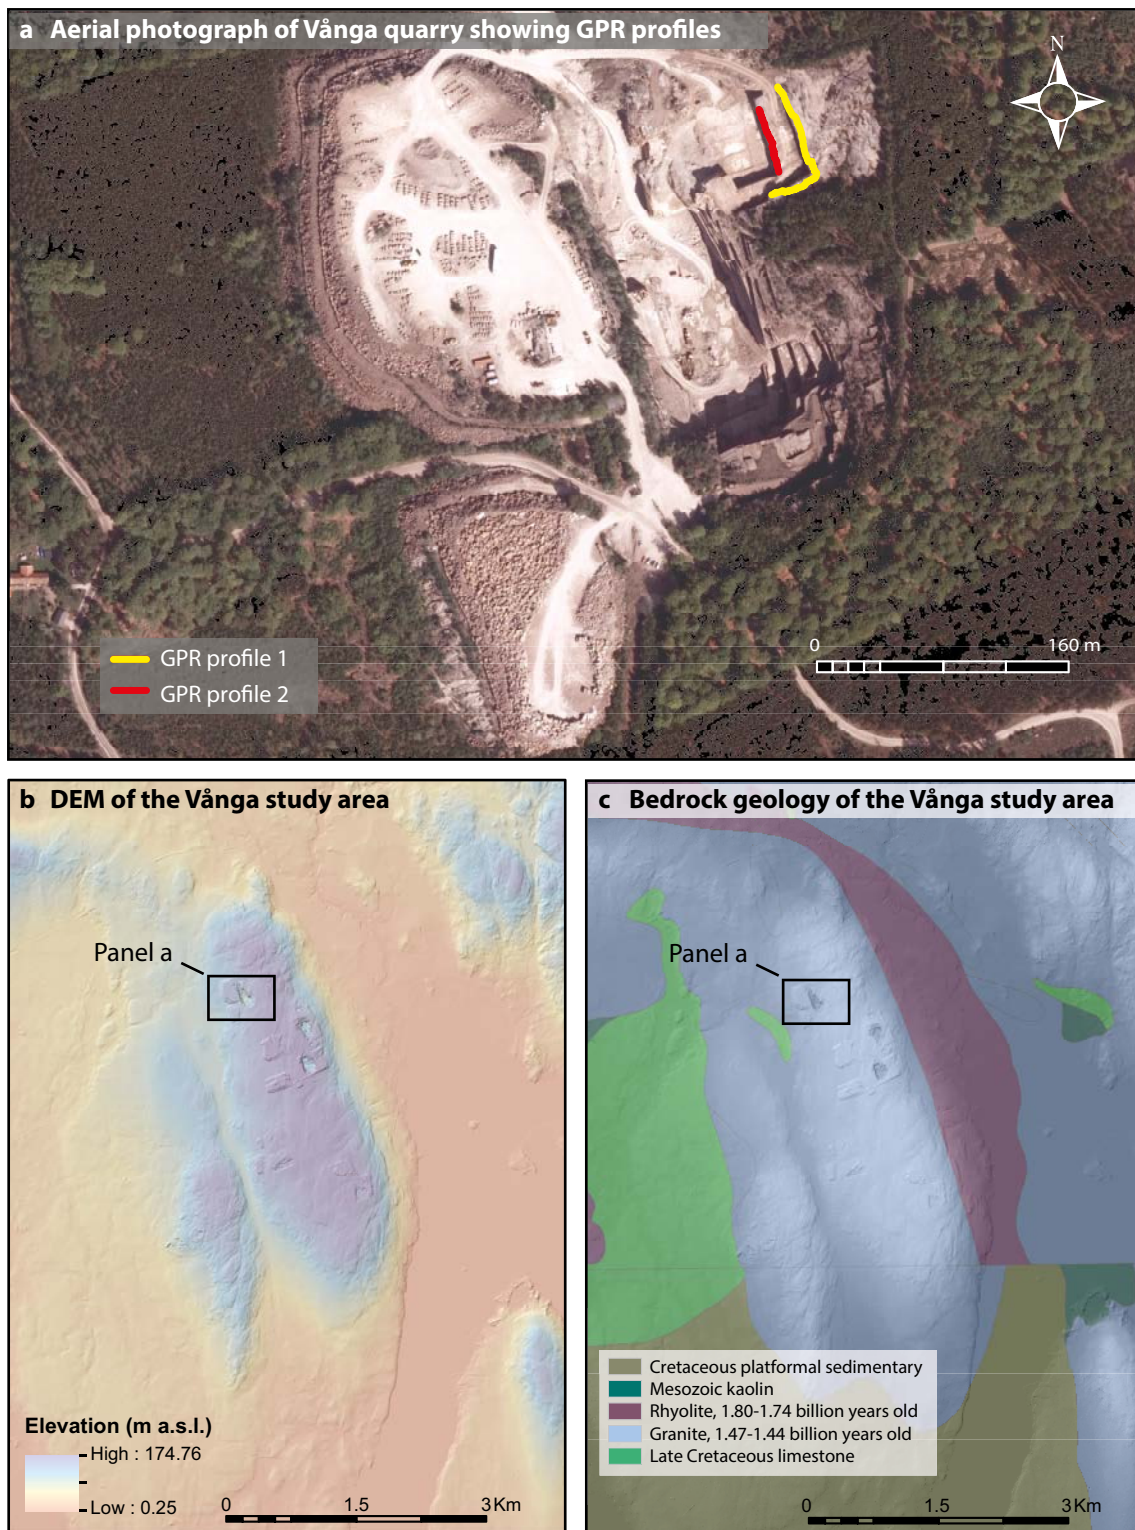 a Aerial photograph of Vånga quarry showing GPR profiles
N
GPR profile 1
GPR profile 2
0 160 m
b DEM of the Vånga study area
Panel a
Elevation (m a.s.l.)
High : 174.76
Low : 0.25
0 1.5 3 Km
c Bedrock geology of the Vånga study area
Panel a
Cretaceous platformal sedimentary
Mesozoic kaolin
Rhyolite, 1.80-1.74 billion years old
Granite, 1.47-1.44 billion years old
Late Cretaceous limestone
0 1.5 3 Km